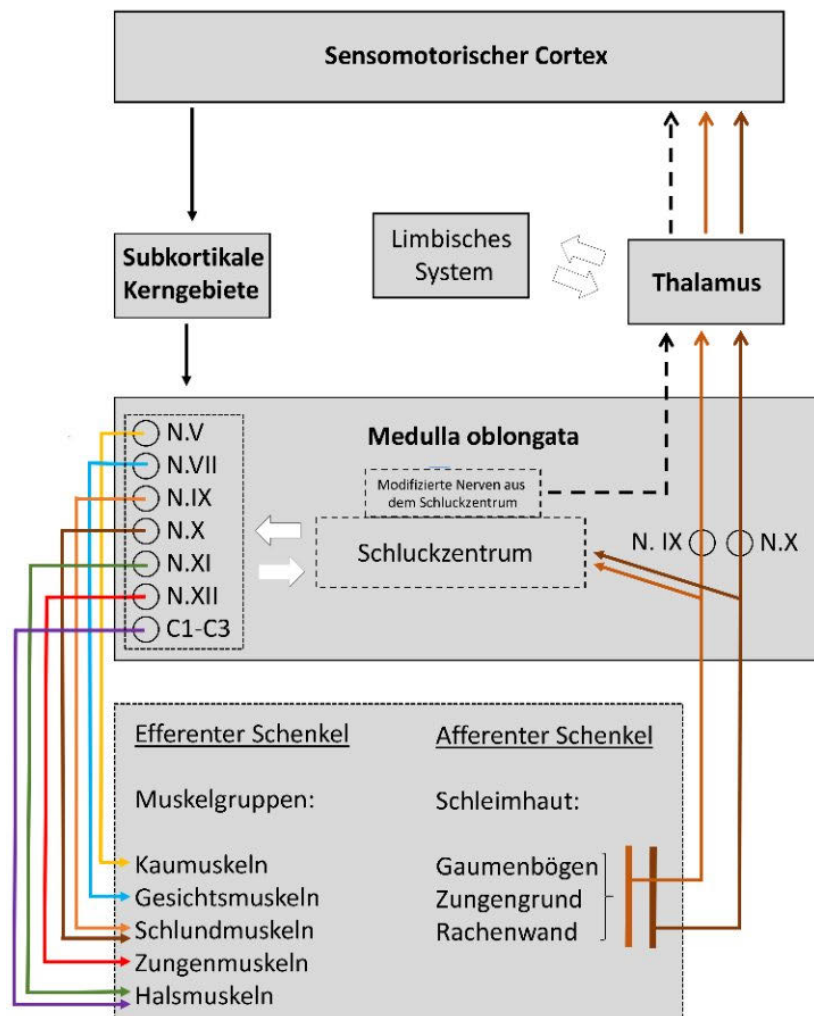 Sensomotorischer Cortex
Subkortikale
Kerngebiete
Limbisches
System
Thalamus
Medulla oblongata
N.V
N.VII
N.IX
N.X
N.XI
N.XII
C1-C3
Modifizierte Nerven aus
dem Schluckzentrum
Schluckzentrum
N. IX
N.X
Efferenter Schenkel
Muskelgruppen:
Kaumuskeln
Gesichtsmuskeln
Schlundmuskeln
Zungenmuskeln
Halsmuskeln
Afferenter Schenkel
Schleimhaut:
Gaumenbögen
Zungengrund
Rachenwand